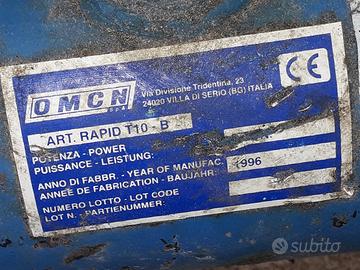 OMCN
S.p.A.
Via Divisione Tridentina, 23
24020 VILLA DI SERIO (BG) ITALIA
CE
ART. RAPID T10 - B
POTENZA - POWER
PUISSANCE - LEISTUNG:
ANNO DI FABBR. - YEAR OF MANUFAC.
1996
ANNEE DE FABRICATION - BAUJAHR:
NUMERO LOTTO - LOT CODE
LOT N. - PARTIENUMMER:
subito